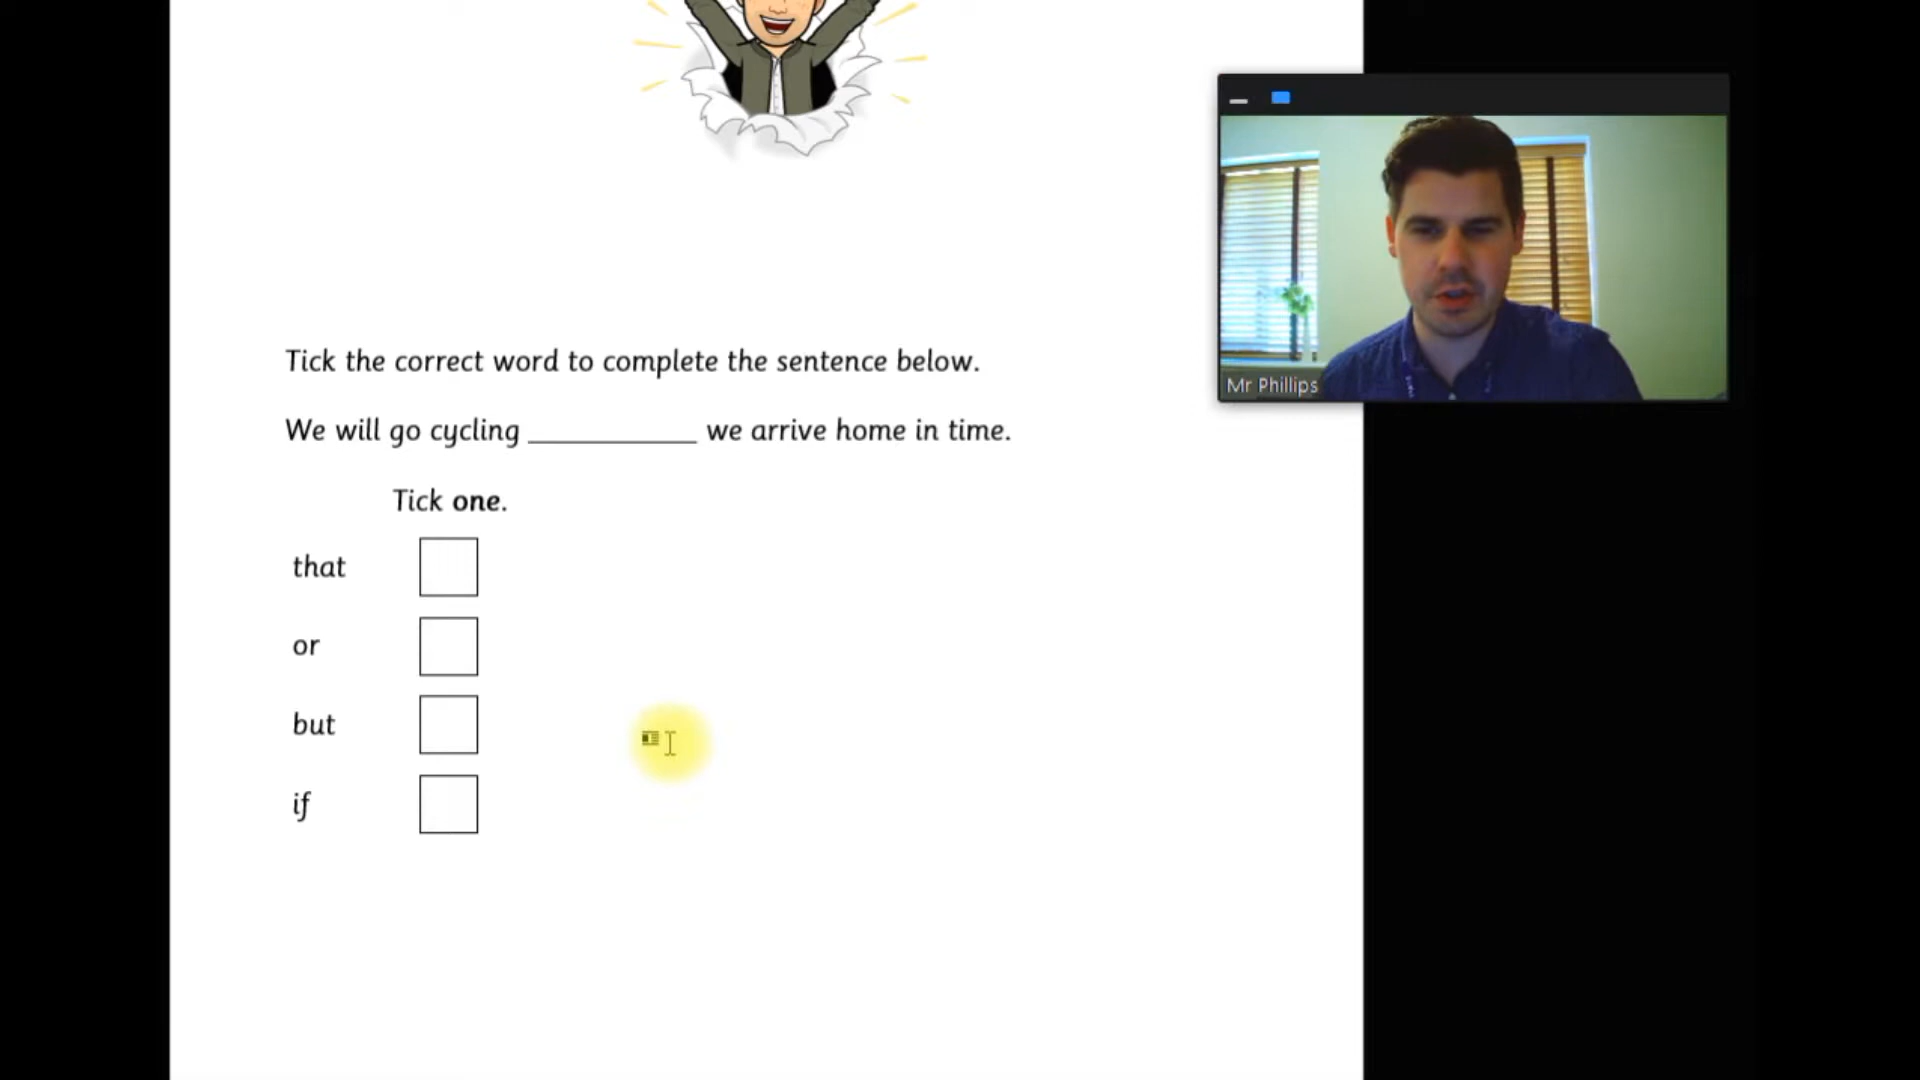 Tick the correct word to complete the sentence below.
We will go cycling ____________ we arrive home in time.
Tick one.
that
or
but
if
Mr Phillips